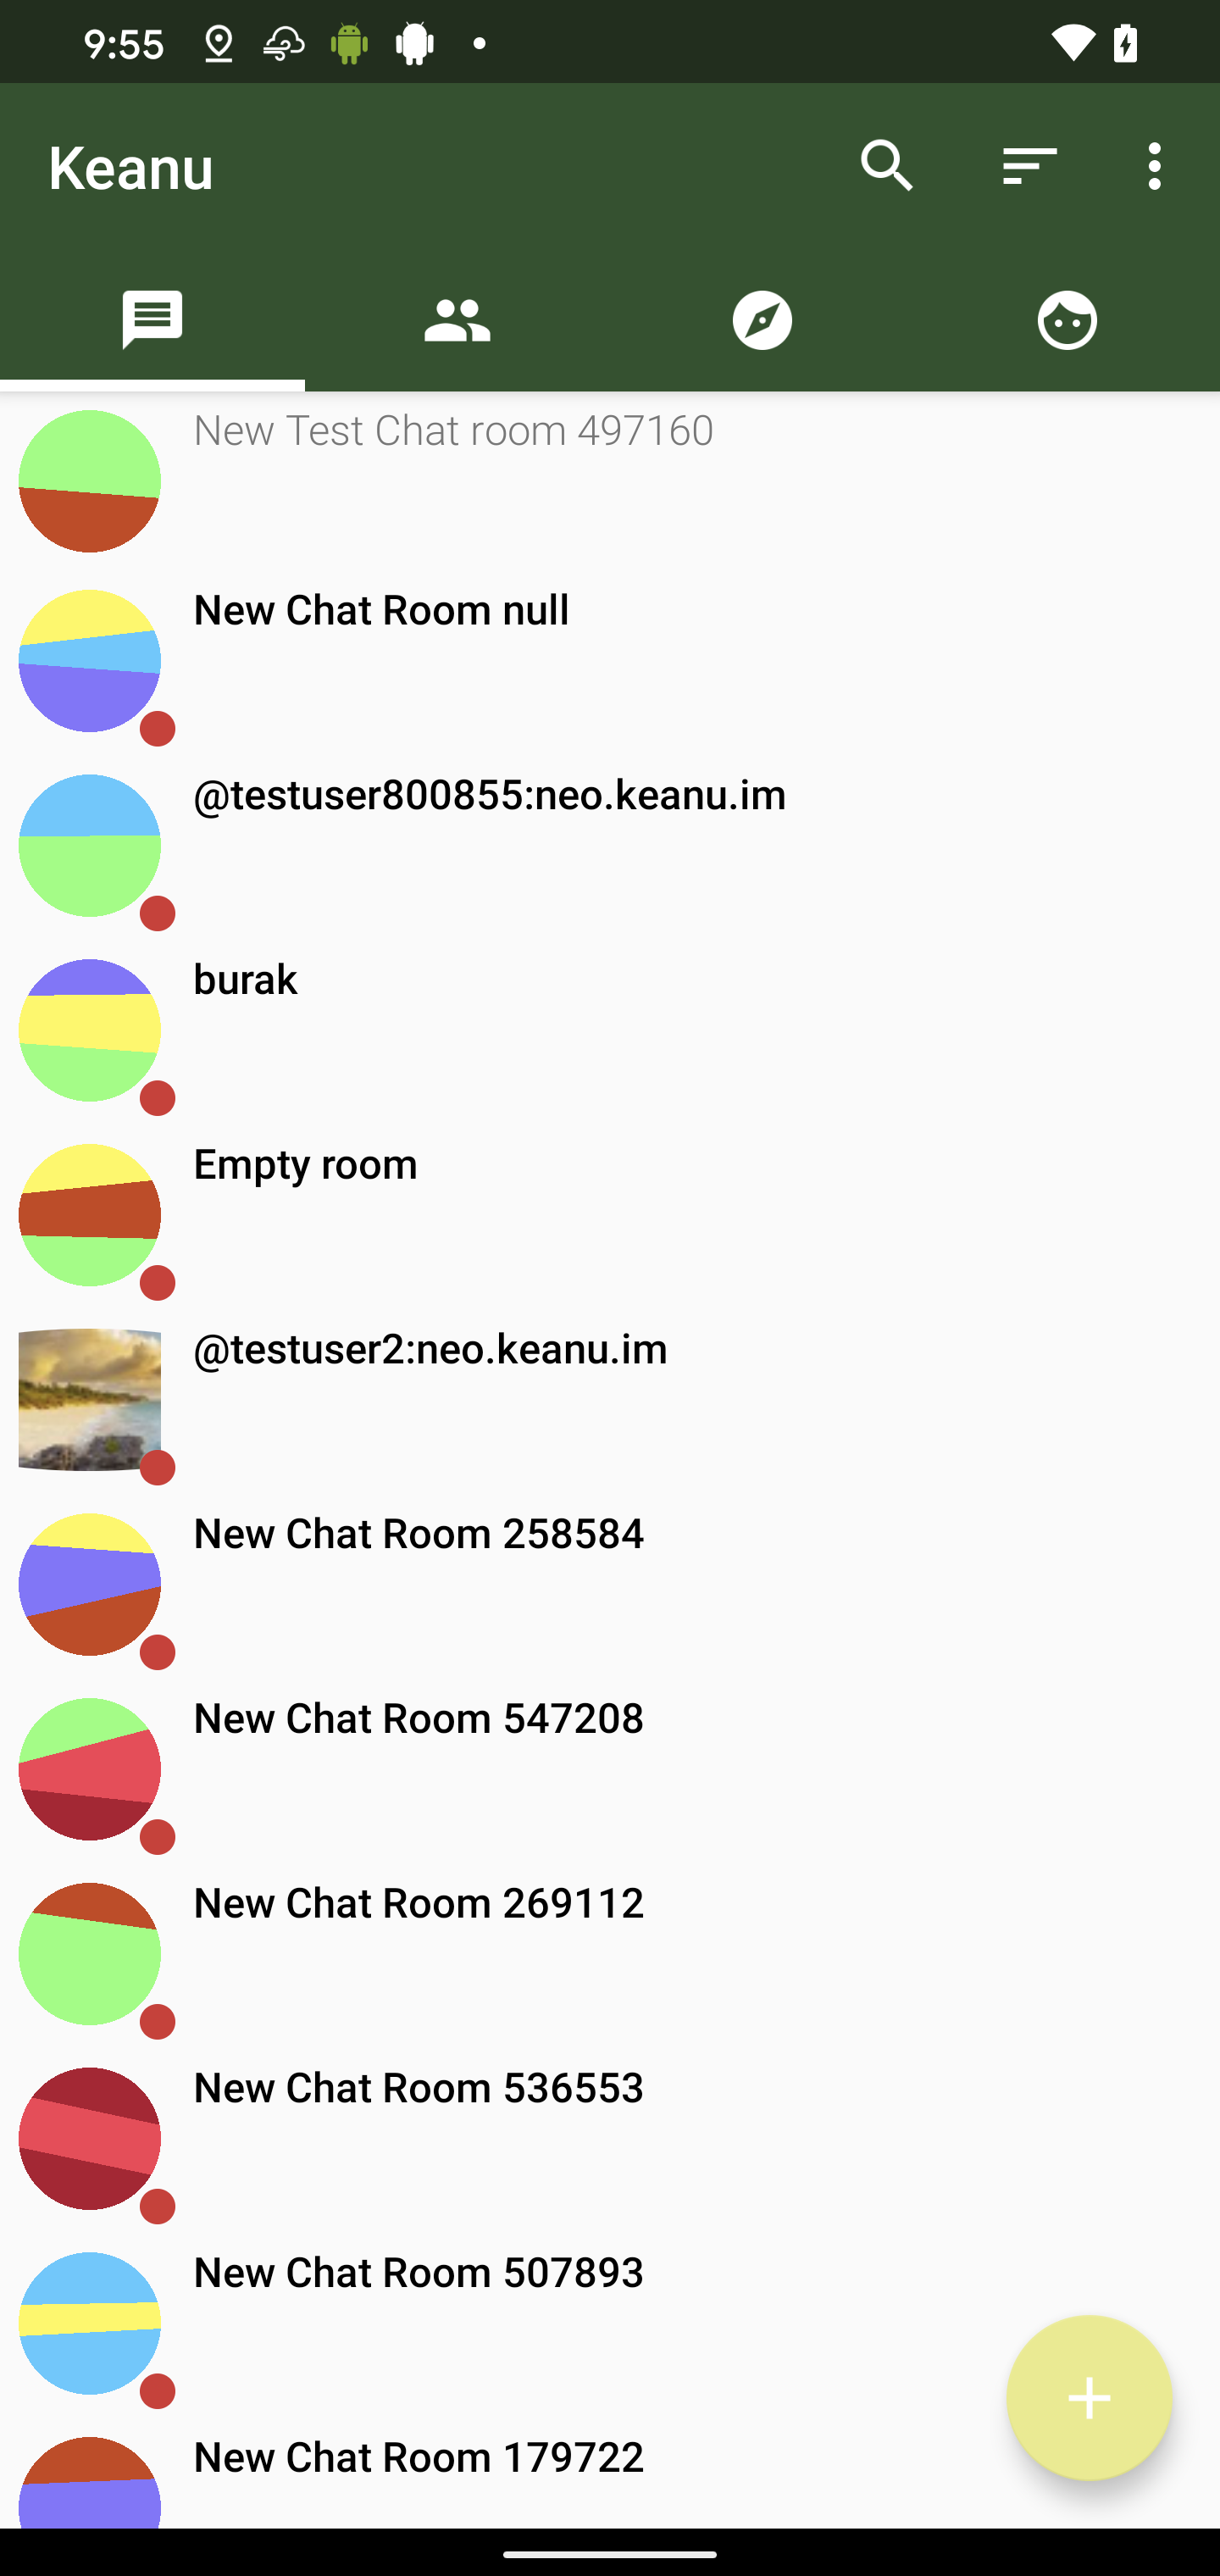 9:55
Keanu
New Test Chat room 497160
New Chat Room null
@testuser800855:neo.keanu.im
burak
Empty room
@testuser2:neo.keanu.im
New Chat Room 258584
New Chat Room 547208
New Chat Room 269112
New Chat Room 536553
New Chat Room 507893
New Chat Room 179722